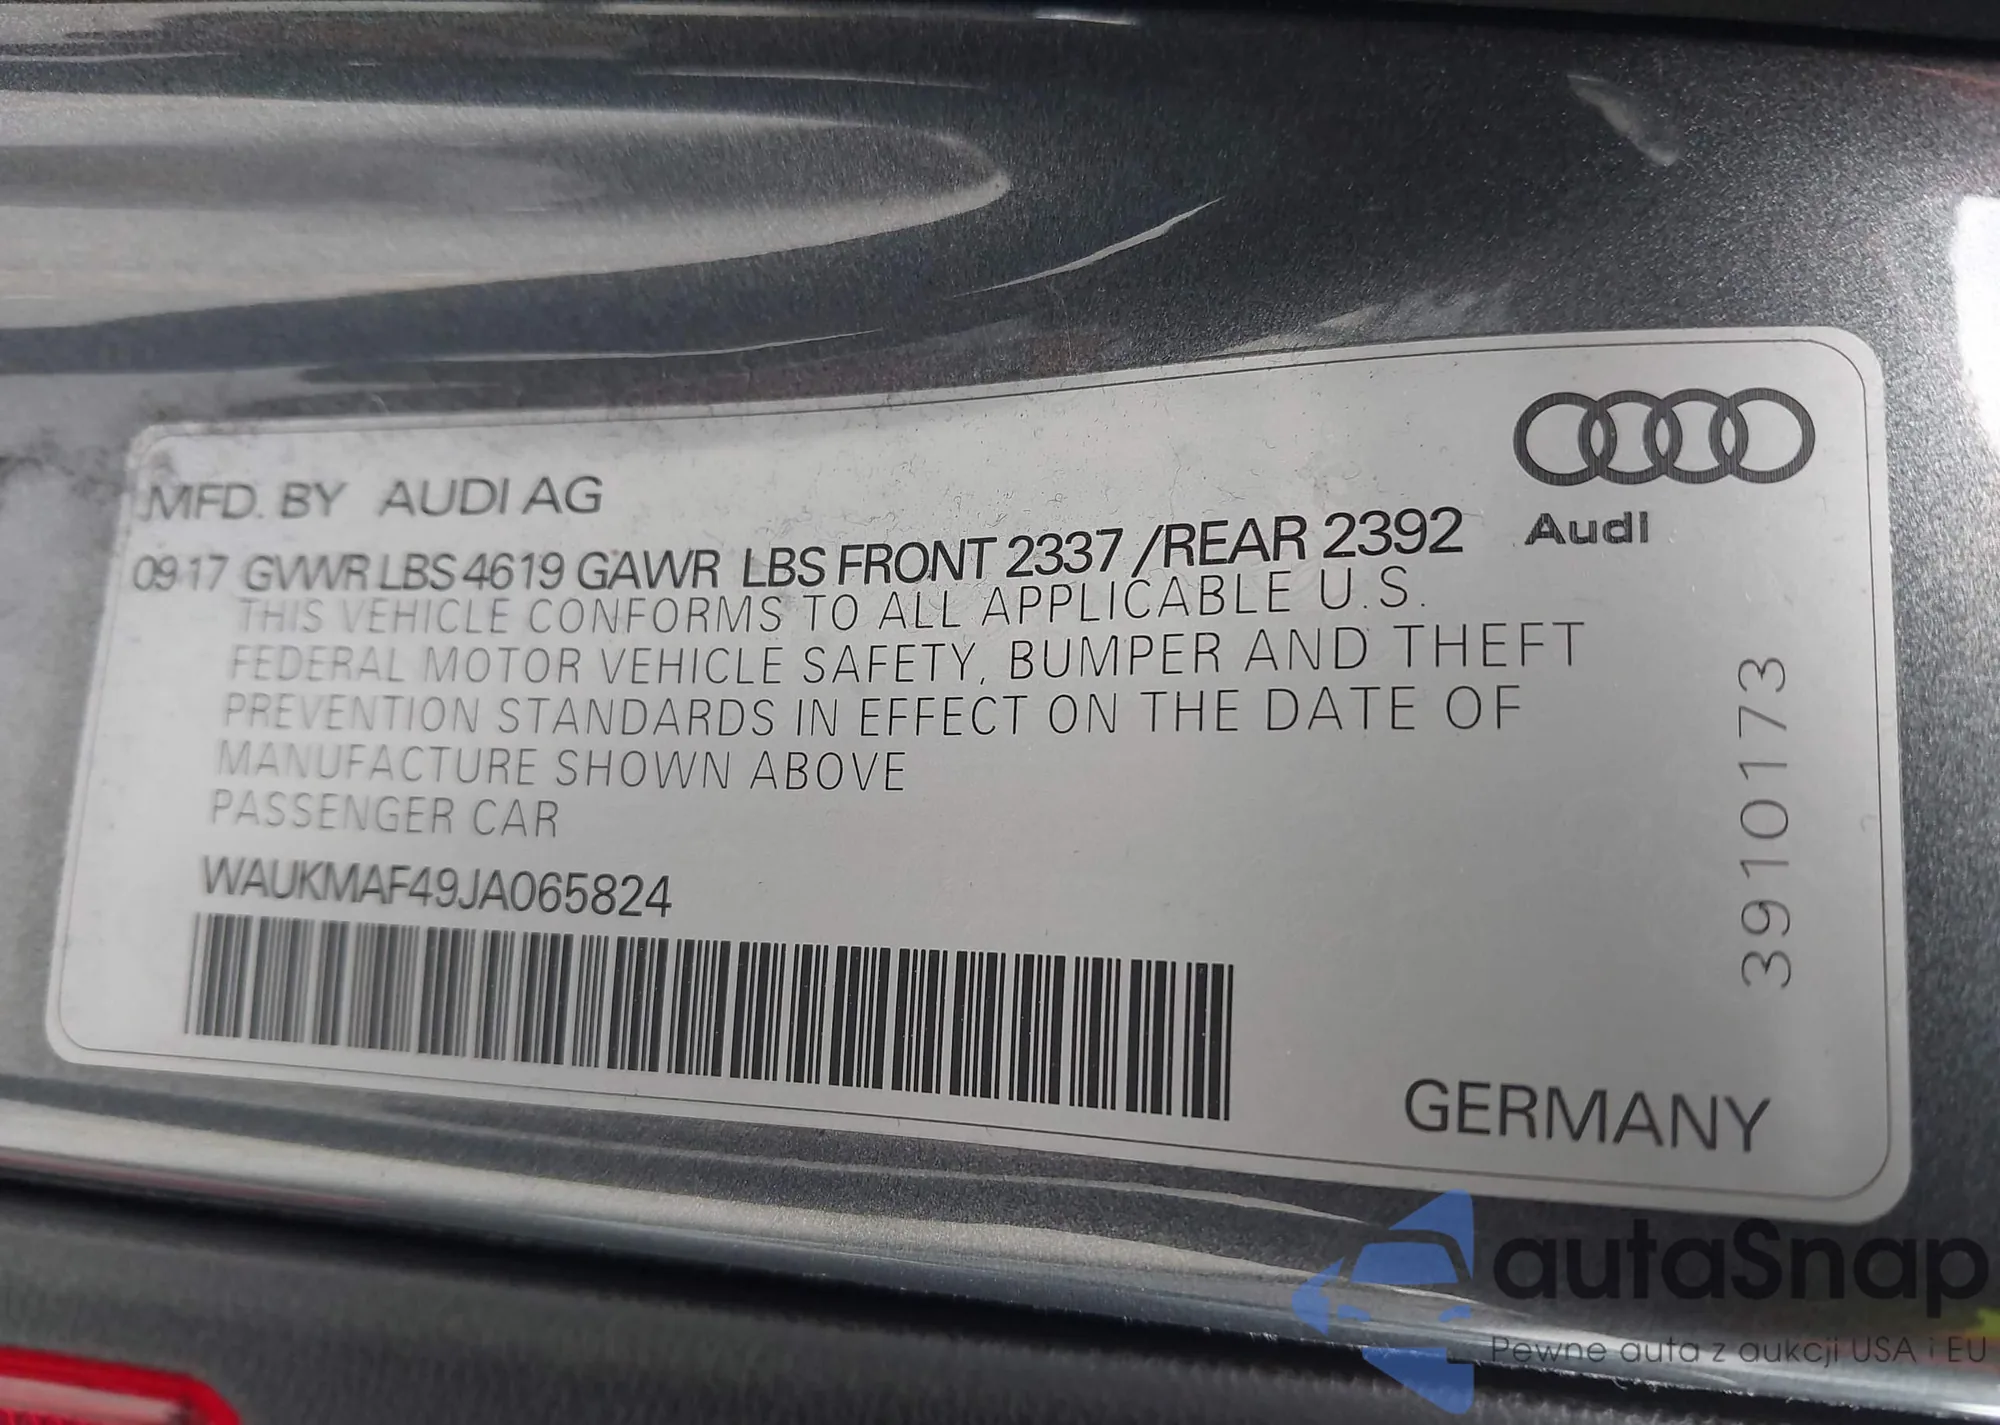 MFD. BY AUDI AG
09-17 GVWR LBS 4619 GAWR LBS FRONT 2337 /REAR 2392
Audi
THIS VEHICLE CONFORMS TO ALL APPLICABLE U.S.
FEDERAL MOTOR VEHICLE SAFETY, BUMPER AND THEFT
PREVENTION STANDARDS IN EFFECT ON THE DATE OF
MANUFACTURE SHOWN ABOVE
PASSENGER CAR
WAUKMAF49JA065824
3910173
GERMANY
autaSnap
Pewne auta z aukcji USA i EU